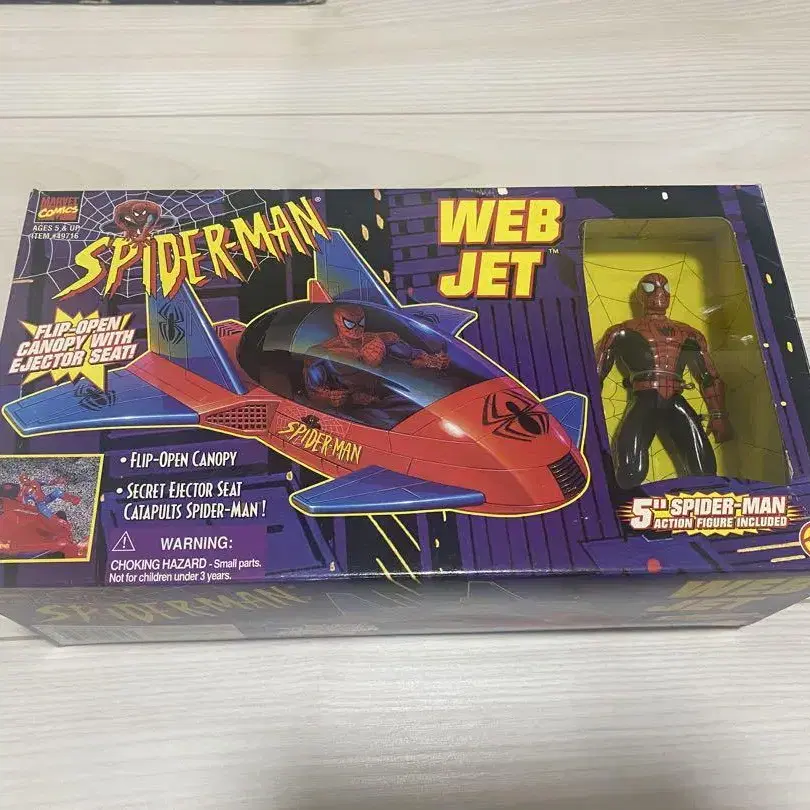 MARVEL
COMICS
AGES 5 & UP
ITEM #49716
SPIDER-MAN®
WEB
JET™
FLIP-OPEN
CANOPY WITH
EJECTOR SEAT!
SPIDER-MAN
• FLIP-OPEN CANOPY
• SECRET EJECTOR SEAT
CATAPULTS SPIDER-MAN!
⚠ WARNING:
CHOKING HAZARD - Small parts.
Not for children under 3 years.
5" SPIDER-MAN
ACTION FIGURE INCLUDED
SPIDER-MAN
WEB
JET